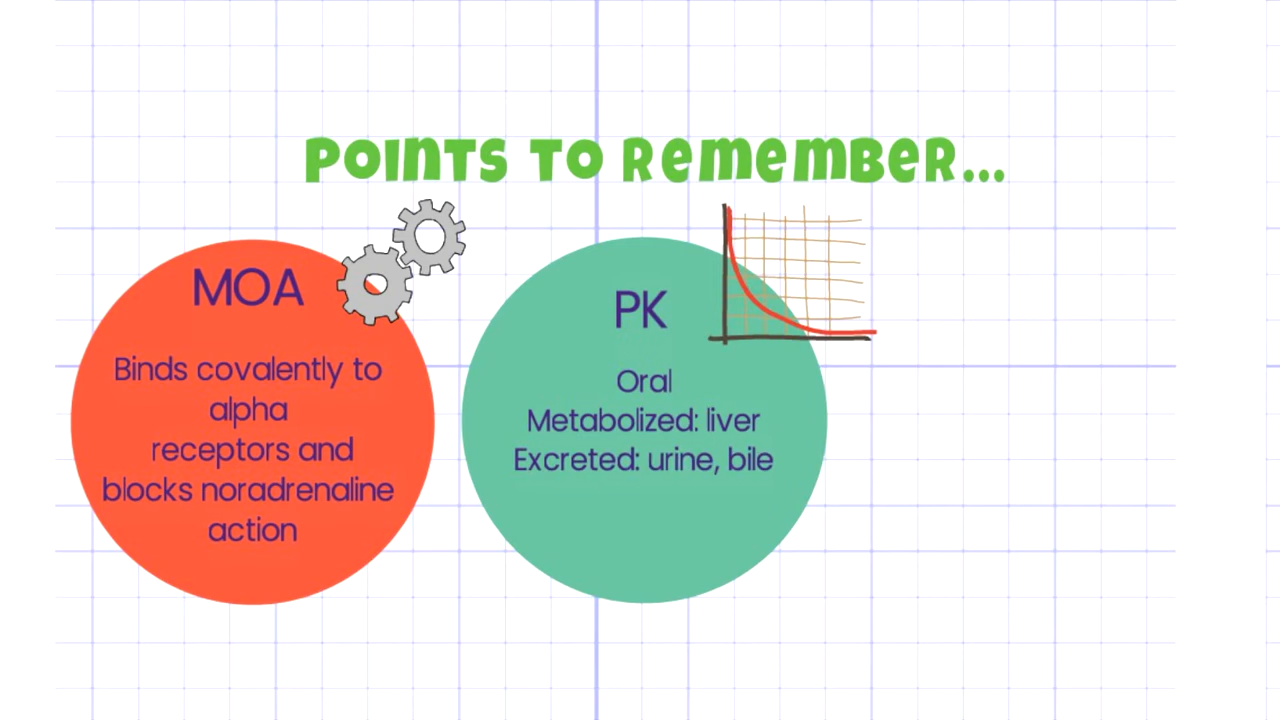 POINTS TO REMEMBER...
MOA
Binds covalently to
alpha
receptors and
blocks noradrenaline
action
PK
Oral
Metabolized: liver
Excreted: urine, bile